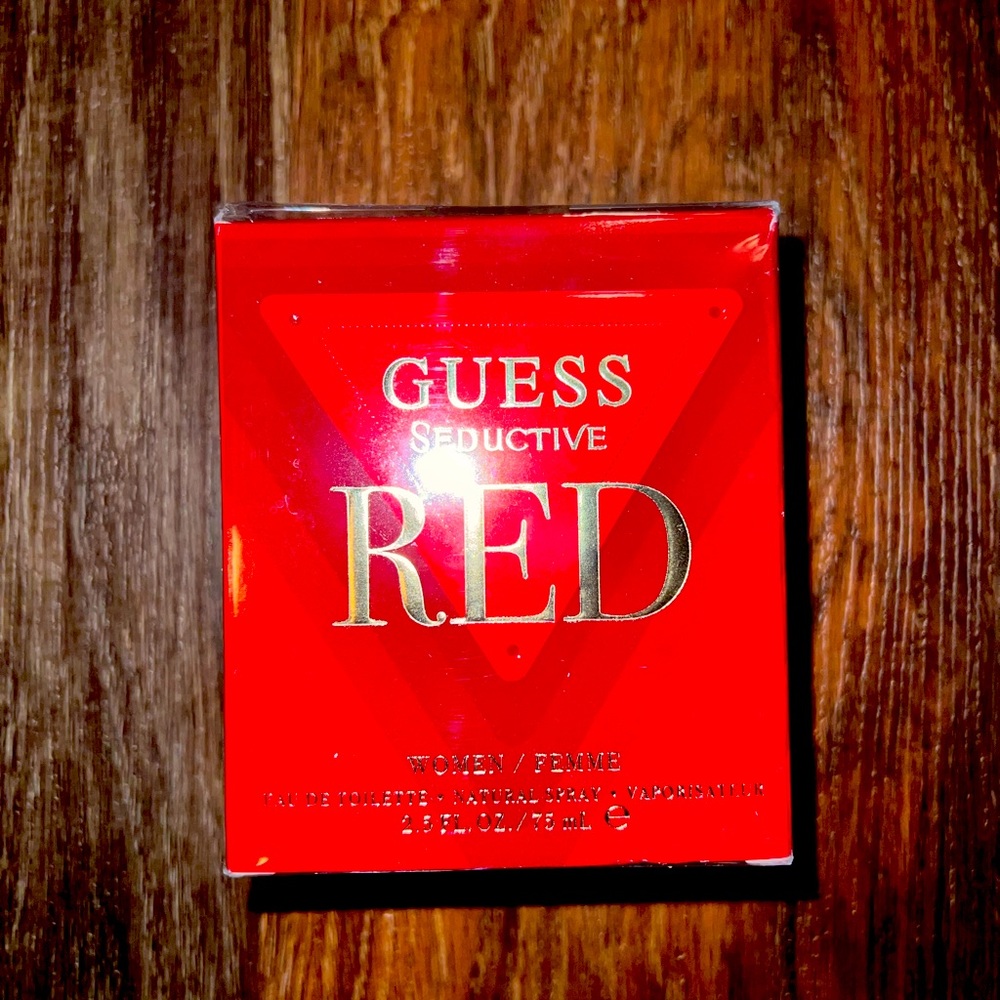 GUESS
SEDUCTIVE
RED
WOMEN / FEMME
EAU DE TOILETTE • NATURAL SPRAY • VAPORISATEUR
2.5 FL. OZ./75 mL ℮